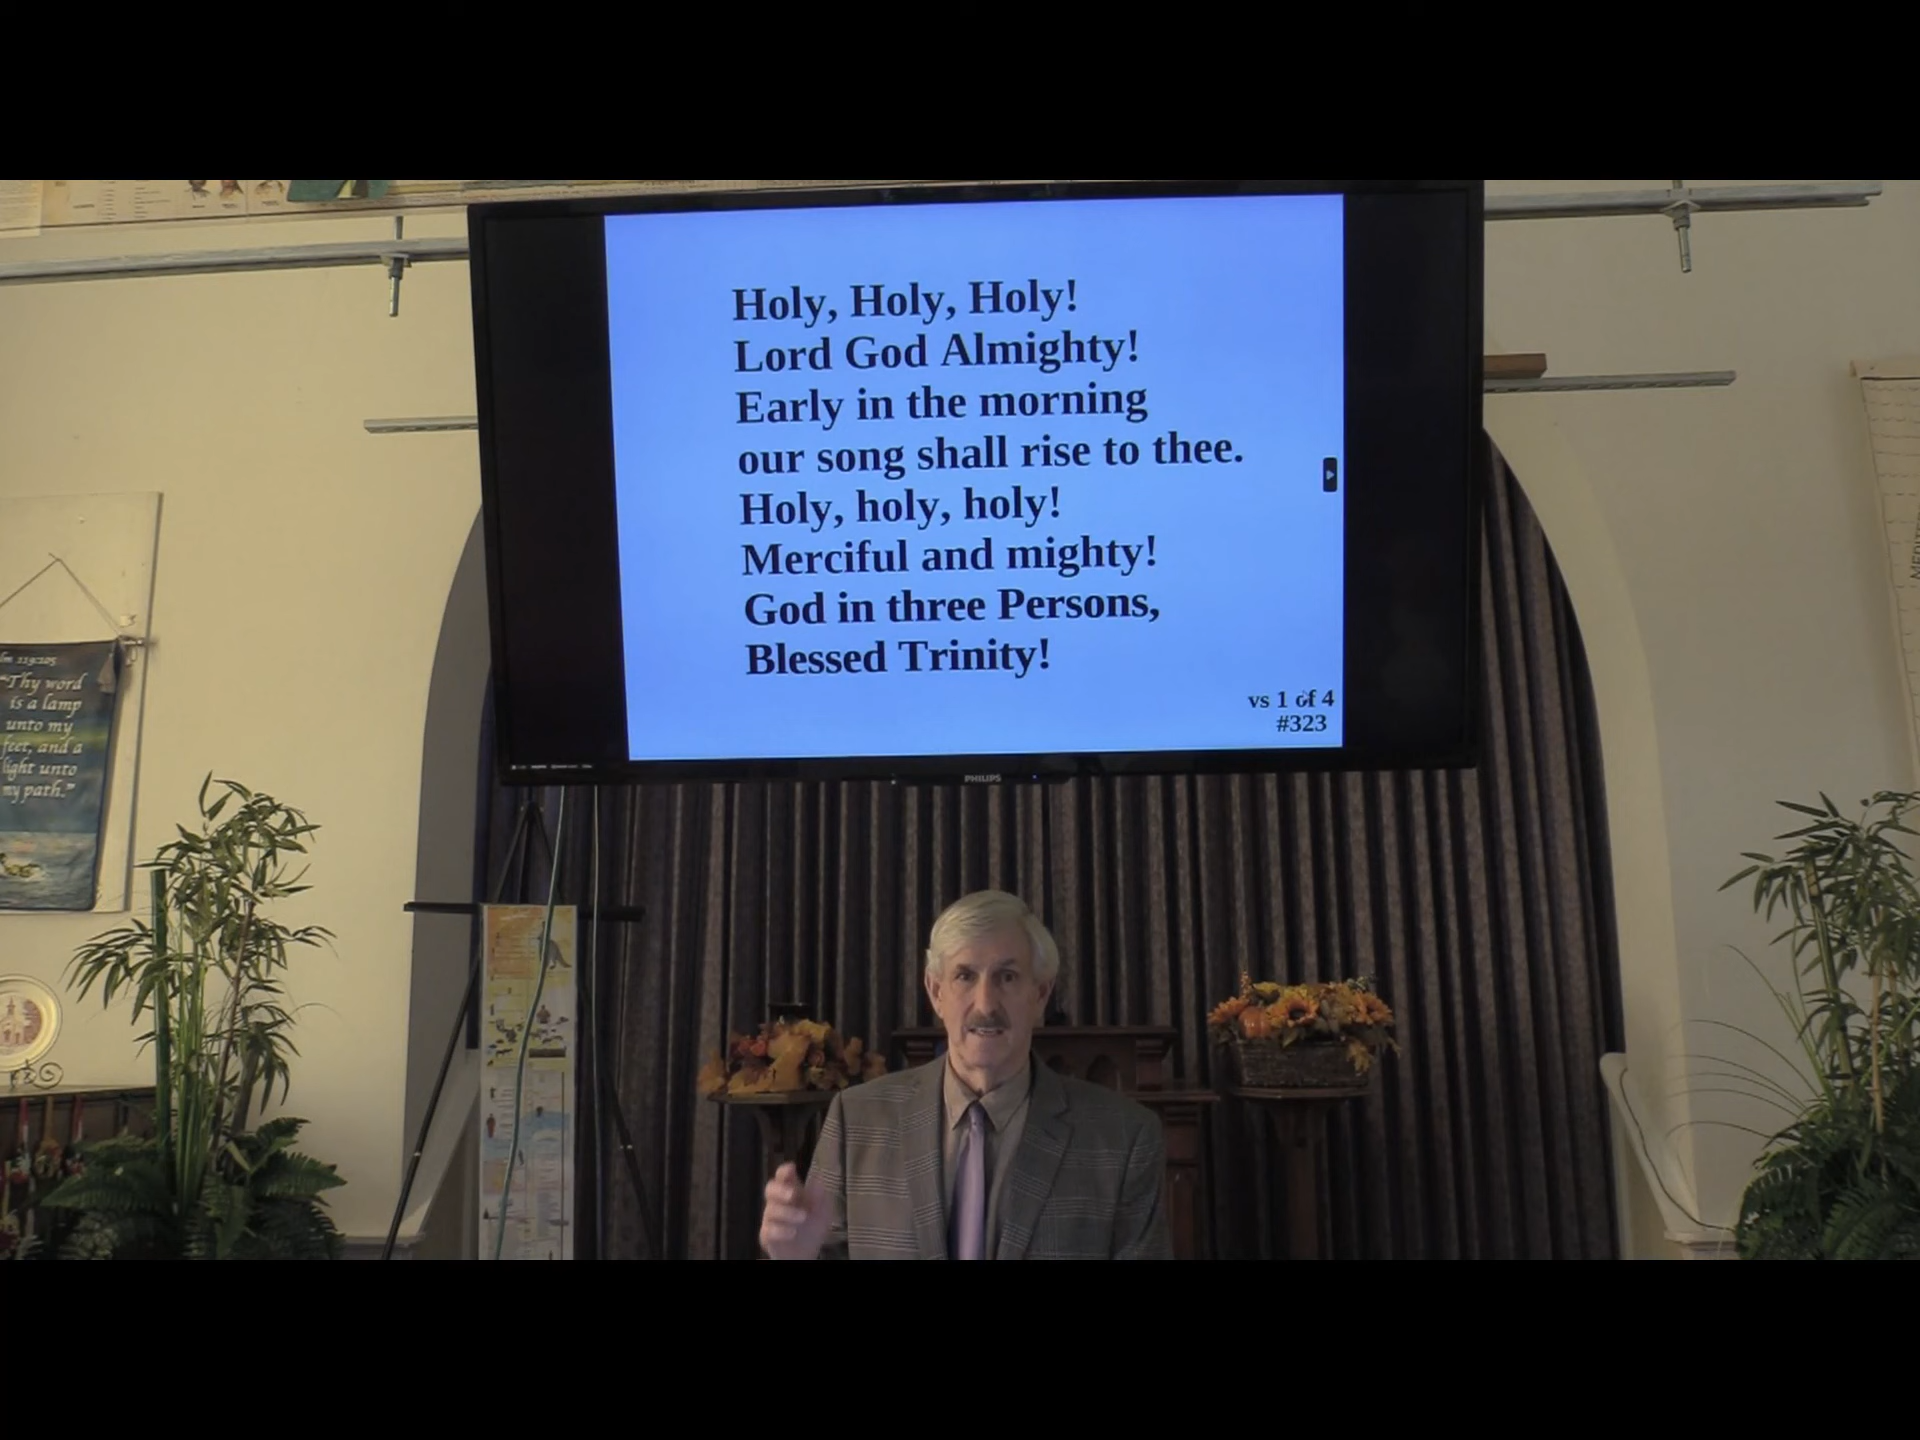 Holy, Holy, Holy!
Lord God Almighty!
Early in the morning
our song shall rise to thee.
Holy, holy, holy!
Merciful and mighty!
God in three Persons,
Blessed Trinity!
vs 1 of 4
#323
PHILIPS
119:105
"Thy word
is a lamp
unto my
feet, and a
light unto
my path."